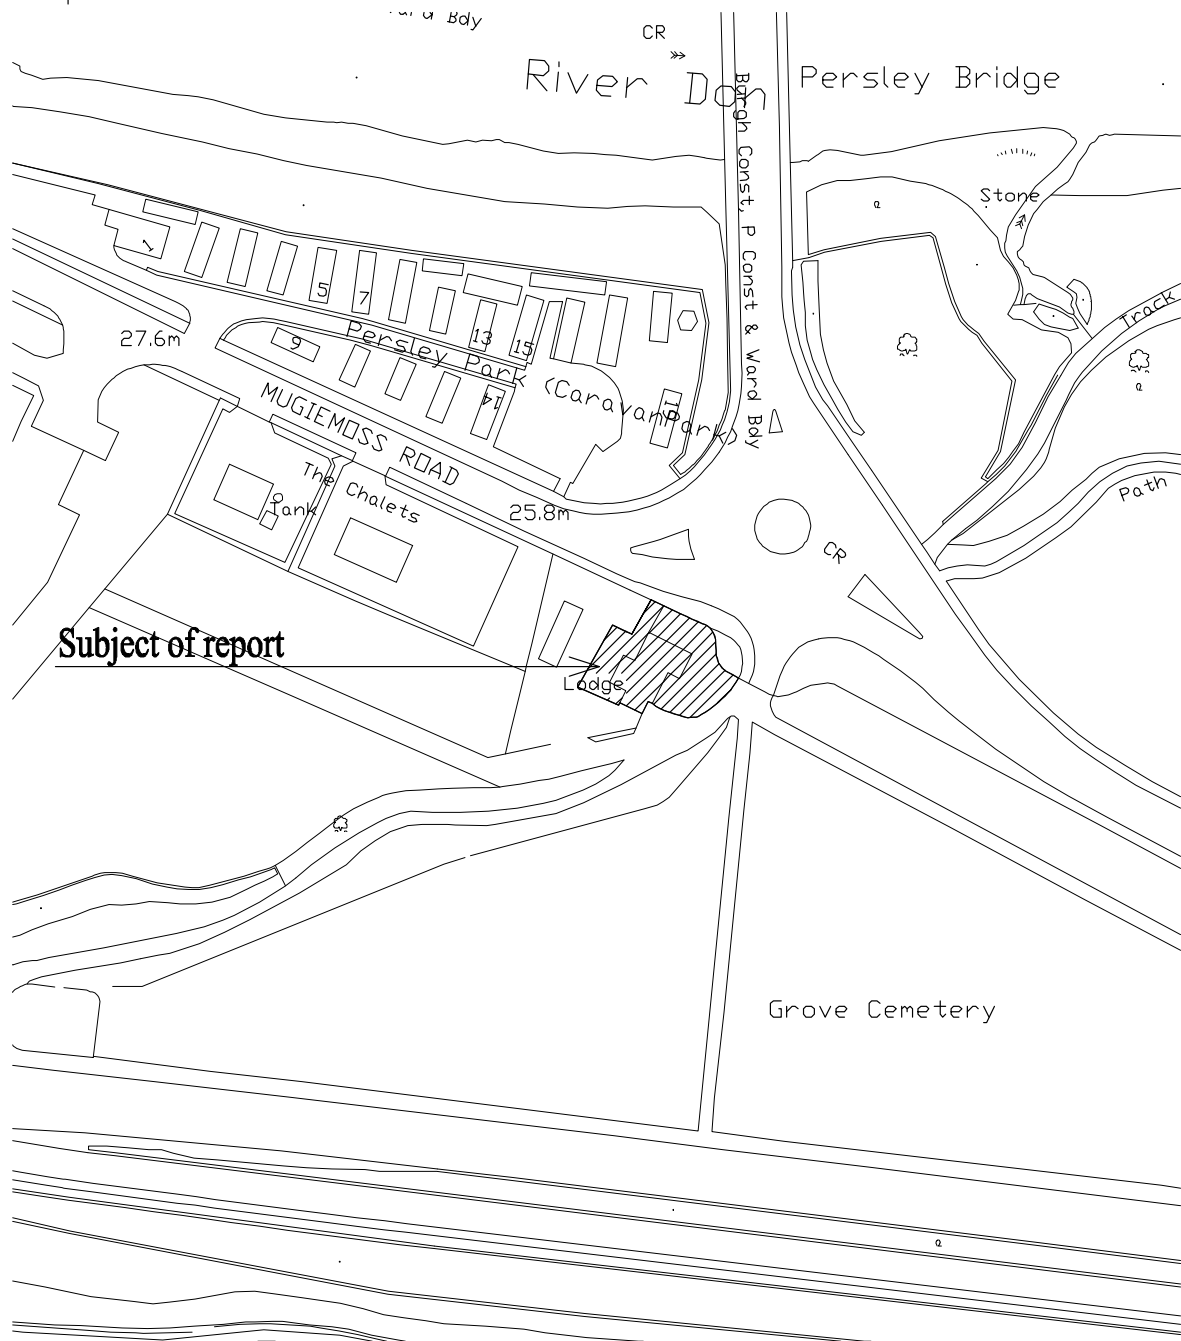 Bdy
CR
River Don
Persley Bridge
Burgh Const, P Const & Ward Bdy
Stone
1
5
7
Track
27.6m
9
Persley Park (Caravan Park)
13
15
14
MUGIEMOSS ROAD
The Chalets
Tank
25.8m
Path
CR
Subject of report
Lodge
Grove Cemetery